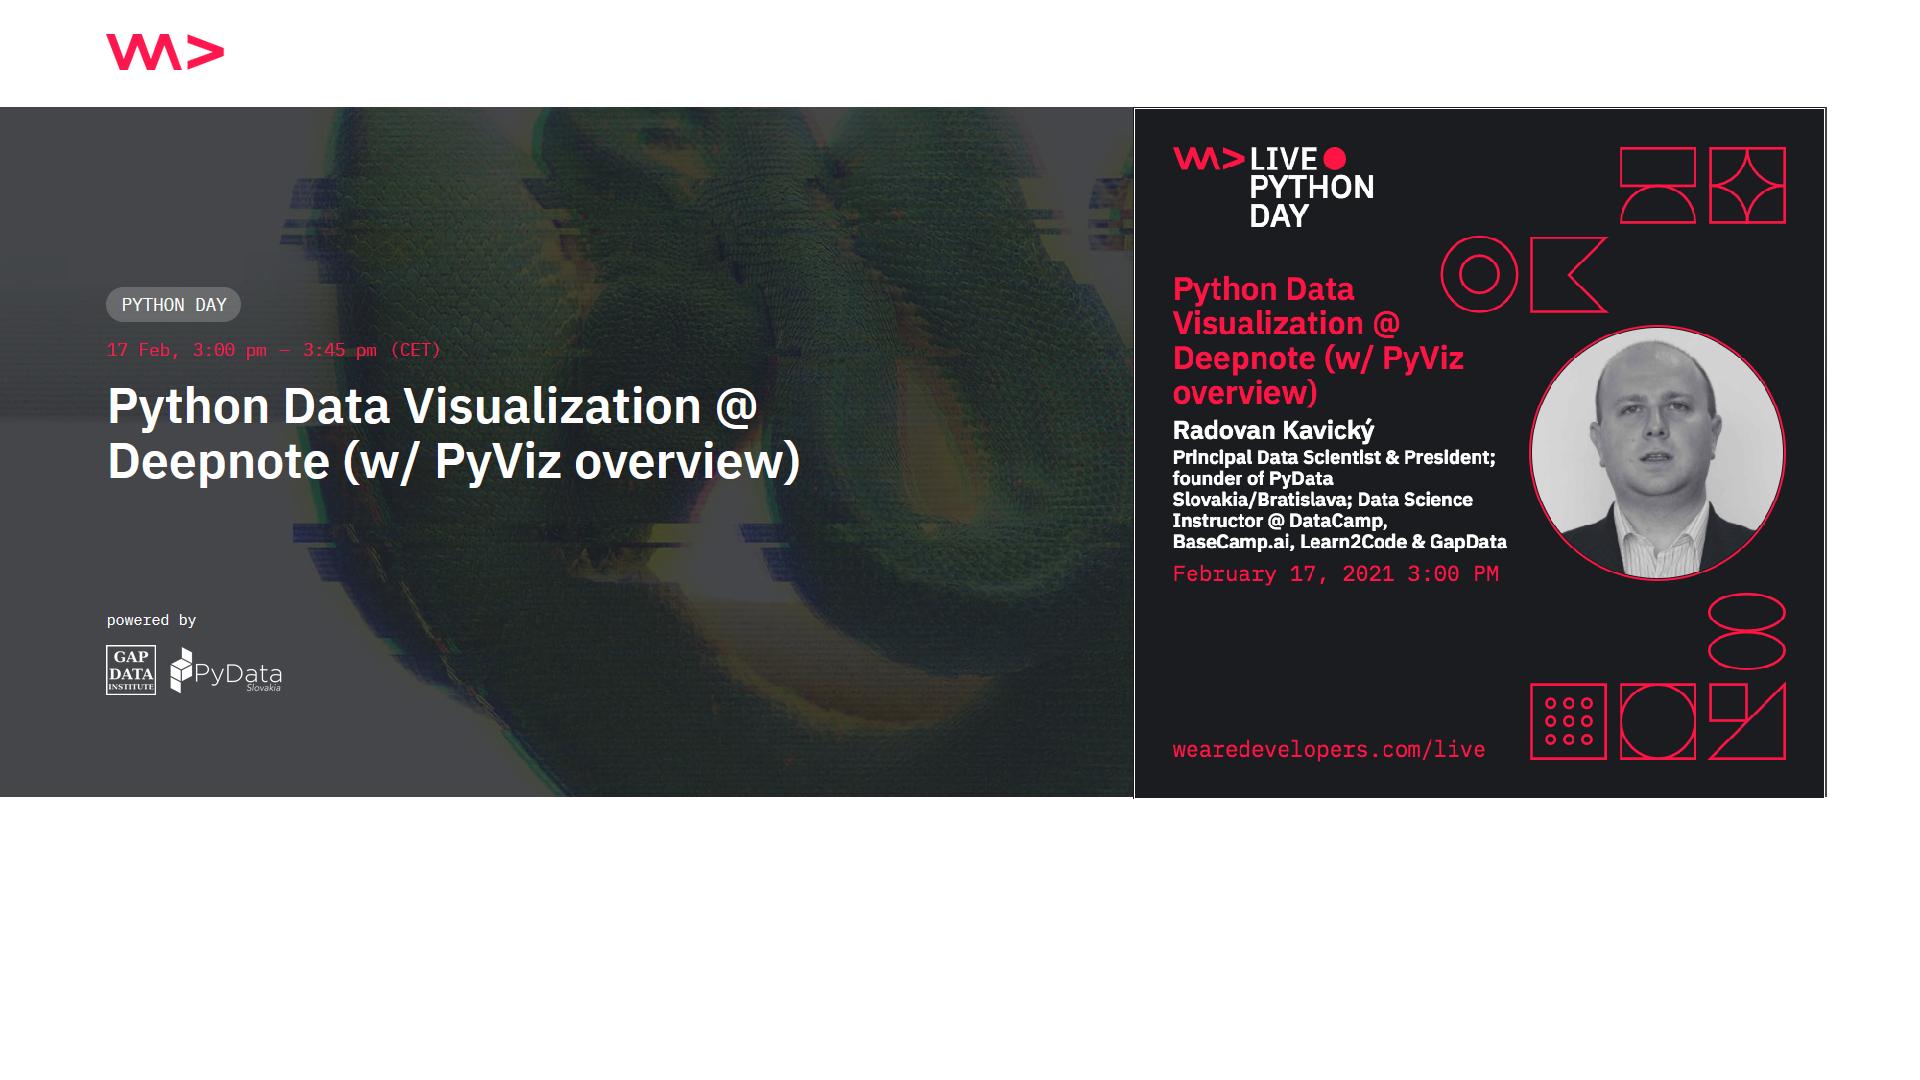 WA>
PYTHON DAY
17 Feb, 3:00 pm – 3:45 pm (CET)
Python Data Visualization @
Deepnote (w/ PyViz overview)
powered by
GAP
DATA
INSTITUTE
PyData
Slovakia
WA> LIVE
PYTHON
DAY
Python Data
Visualization @
Deepnote (w/ PyViz
overview)
Radovan Kavický
Principal Data Scientist & President;
founder of PyData
Slovakia/Bratislava; Data Science
Instructor @ DataCamp,
BaseCamp.ai, Learn2Code & GapData
February 17, 2021 3:00 PM
wearedevelopers.com/live